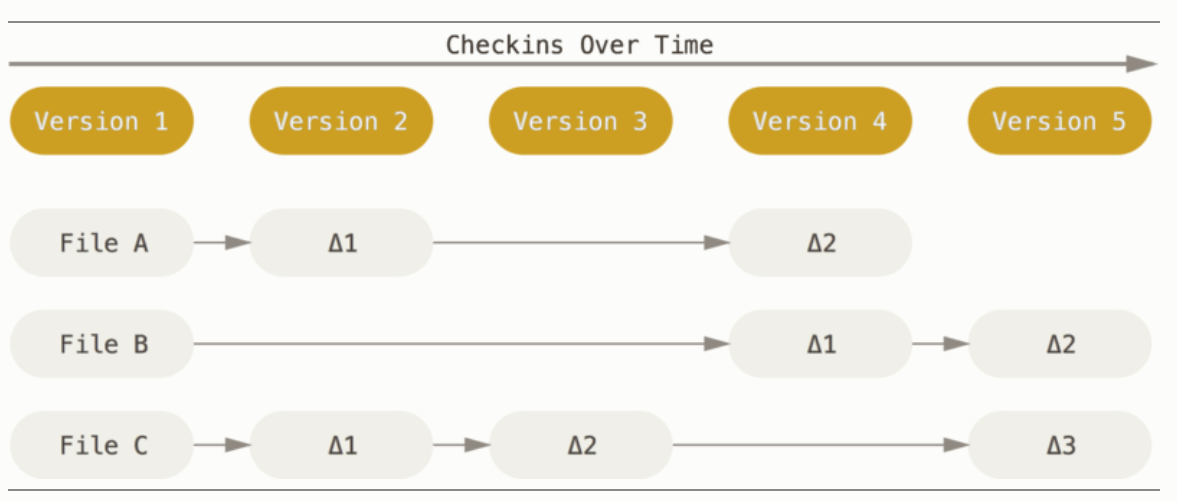 Checkins Over Time
Version 1 Version 2 Version 3 Version 4 Version 5
File A Δ1 Δ2
File B Δ1 Δ2
File C Δ1 Δ2 Δ3